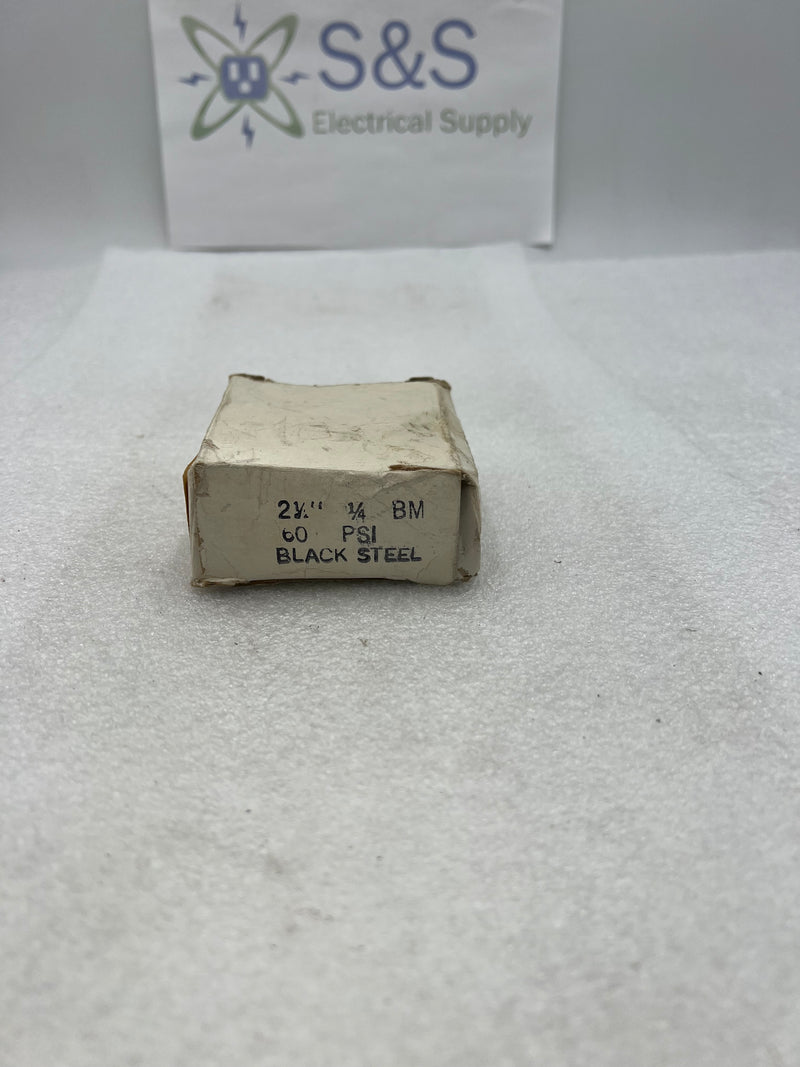 S&S
Electrical Supply
2½" ¼ BM
60 PSI
BLACK STEEL